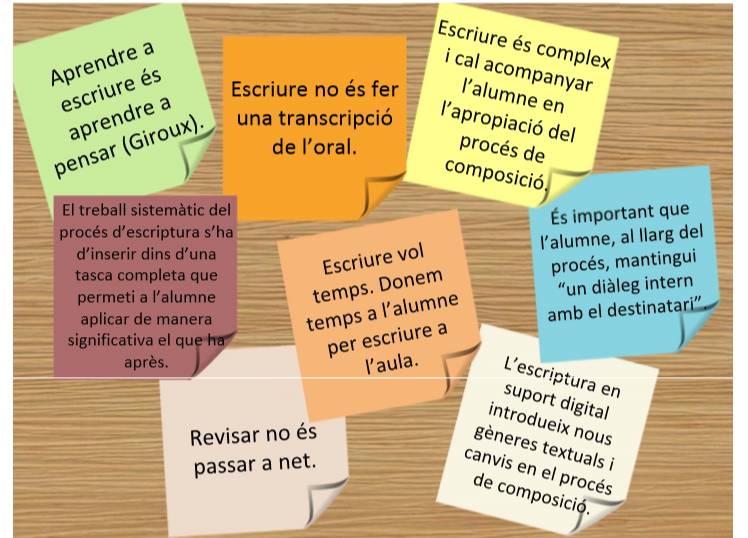 Aprendre a
escriure és
aprendre a
pensar (Giroux).
Escriure no és fer
una transcripció
de l'oral.
Escriure és complex
i cal acompanyar
l'alumne en
l'apropiació del
procés de
composició.
El treball sistemàtic del
procés d'escriptura s'ha
d'inserir dins d'una
tasca completa que
permeti a l'alumne
aplicar de manera
significativa el que ha
après.
Escriure vol
temps. Donem
temps a l'alumne
per escriure a
l'aula.
És important que
l'alumne, al llarg del
procés, mantingui
“un diàleg intern
amb el destinatari”.
Revisar no és
passar a net.
L'escriptura en
suport digital
introdueix nous
gèneres textuals i
canvis en el procés
de composició.